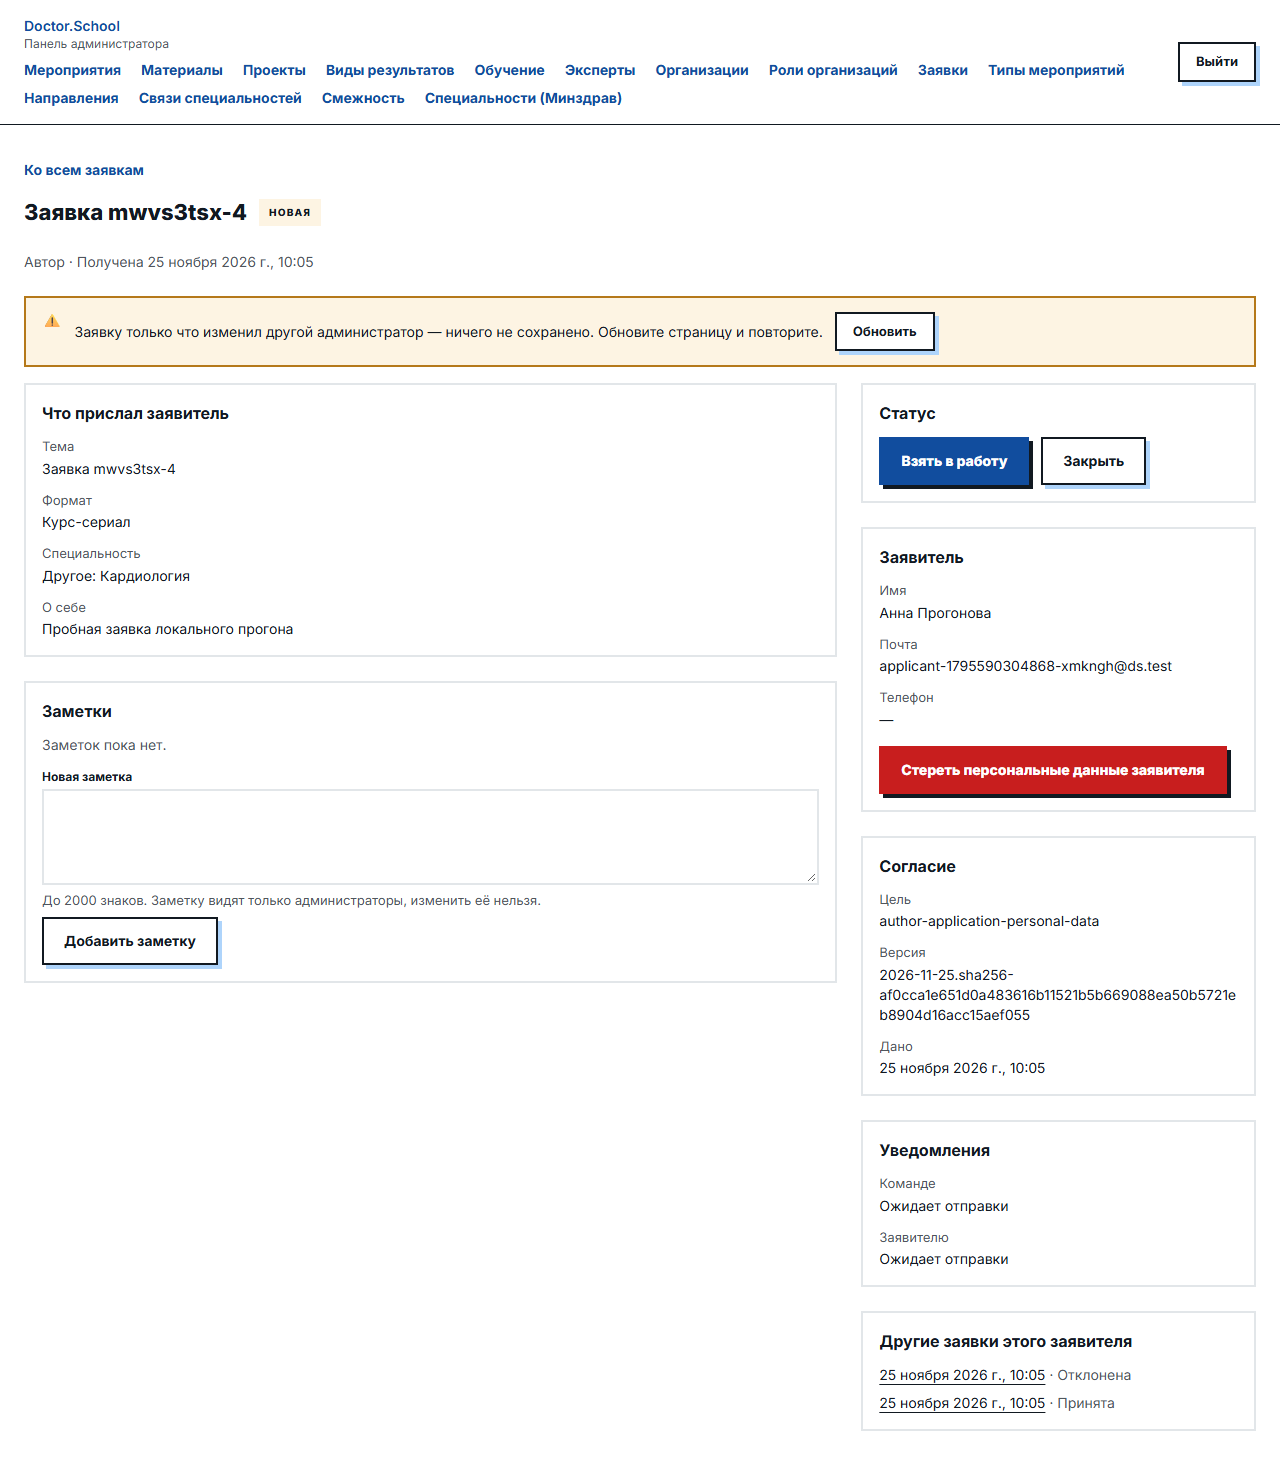 Doctor.School
Панель администратора
Мероприятия Материалы Проекты Виды результатов Обучение Эксперты Организации Роли организаций Заявки Типы мероприятий
Направления Связи специальностей Смежность Специальности (Минздрав)
Выйти
Ко всем заявкам
Заявка mwvs3tsx-4 НОВАЯ
Автор · Получена 25 ноября 2026 г., 10:05
Заявку только что изменил другой администратор — ничего не сохранено. Обновите страницу и повторите. Обновить
Что прислал заявитель
Тема
Заявка mwvs3tsx-4
Формат
Курс-сериал
Специальность
Другое: Кардиология
О себе
Пробная заявка локального прогона
Заметки
Заметок пока нет.
Новая заметка
До 2000 знаков. Заметку видят только администраторы, изменить её нельзя.
Добавить заметку
Статус
Взять в работу Закрыть
Заявитель
Имя
Анна Прогонова
Почта
applicant-1795590304868-xmkngh@ds.test
Телефон
—
Стереть персональные данные заявителя
Согласие
Цель
author-application-personal-data
Версия
2026-11-25.sha256-
af0cca1e651d0a483616b11521b5b669088ea50b5721e
b8904d16acc15aef055
Дано
25 ноября 2026 г., 10:05
Уведомления
Команде
Ожидает отправки
Заявителю
Ожидает отправки
Другие заявки этого заявителя
25 ноября 2026 г., 10:05 · Отклонена
25 ноября 2026 г., 10:05 · Принята